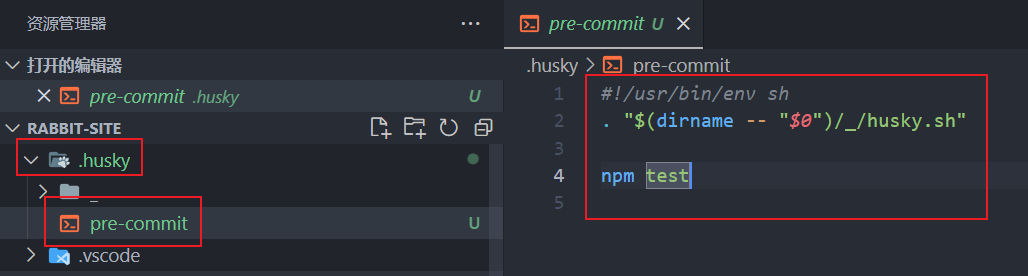 资源管理器
打开的编辑器
pre-commit .husky U
RABBIT-SITE
.husky
_
pre-commit U
.vscode
pre-commit U
.husky > pre-commit
1 #!/usr/bin/env sh
2 . "$(dirname -- "$0")/_/husky.sh"
3
4 npm test
5